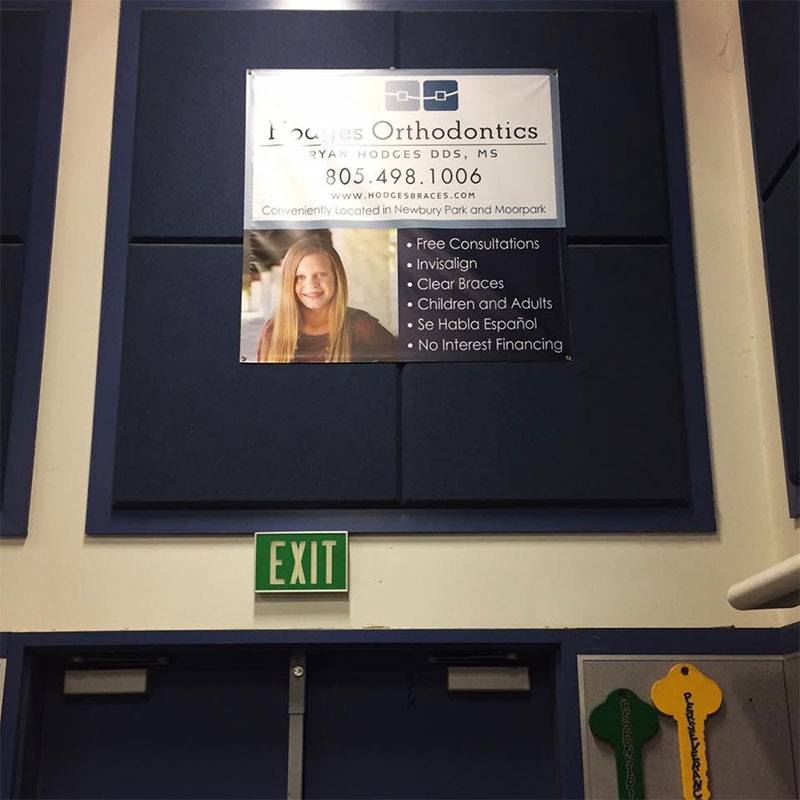 Hodges Orthodontics
RYAN HODGES DDS, MS
805.498.1006
WWW.HODGESBRACES.COM
Conveniently Located in Newbury Park and Moorpark
• Free Consultations
• Invisalign
• Clear Braces
• Children and Adults
• Se Habla Español
• No Interest Financing
EXIT